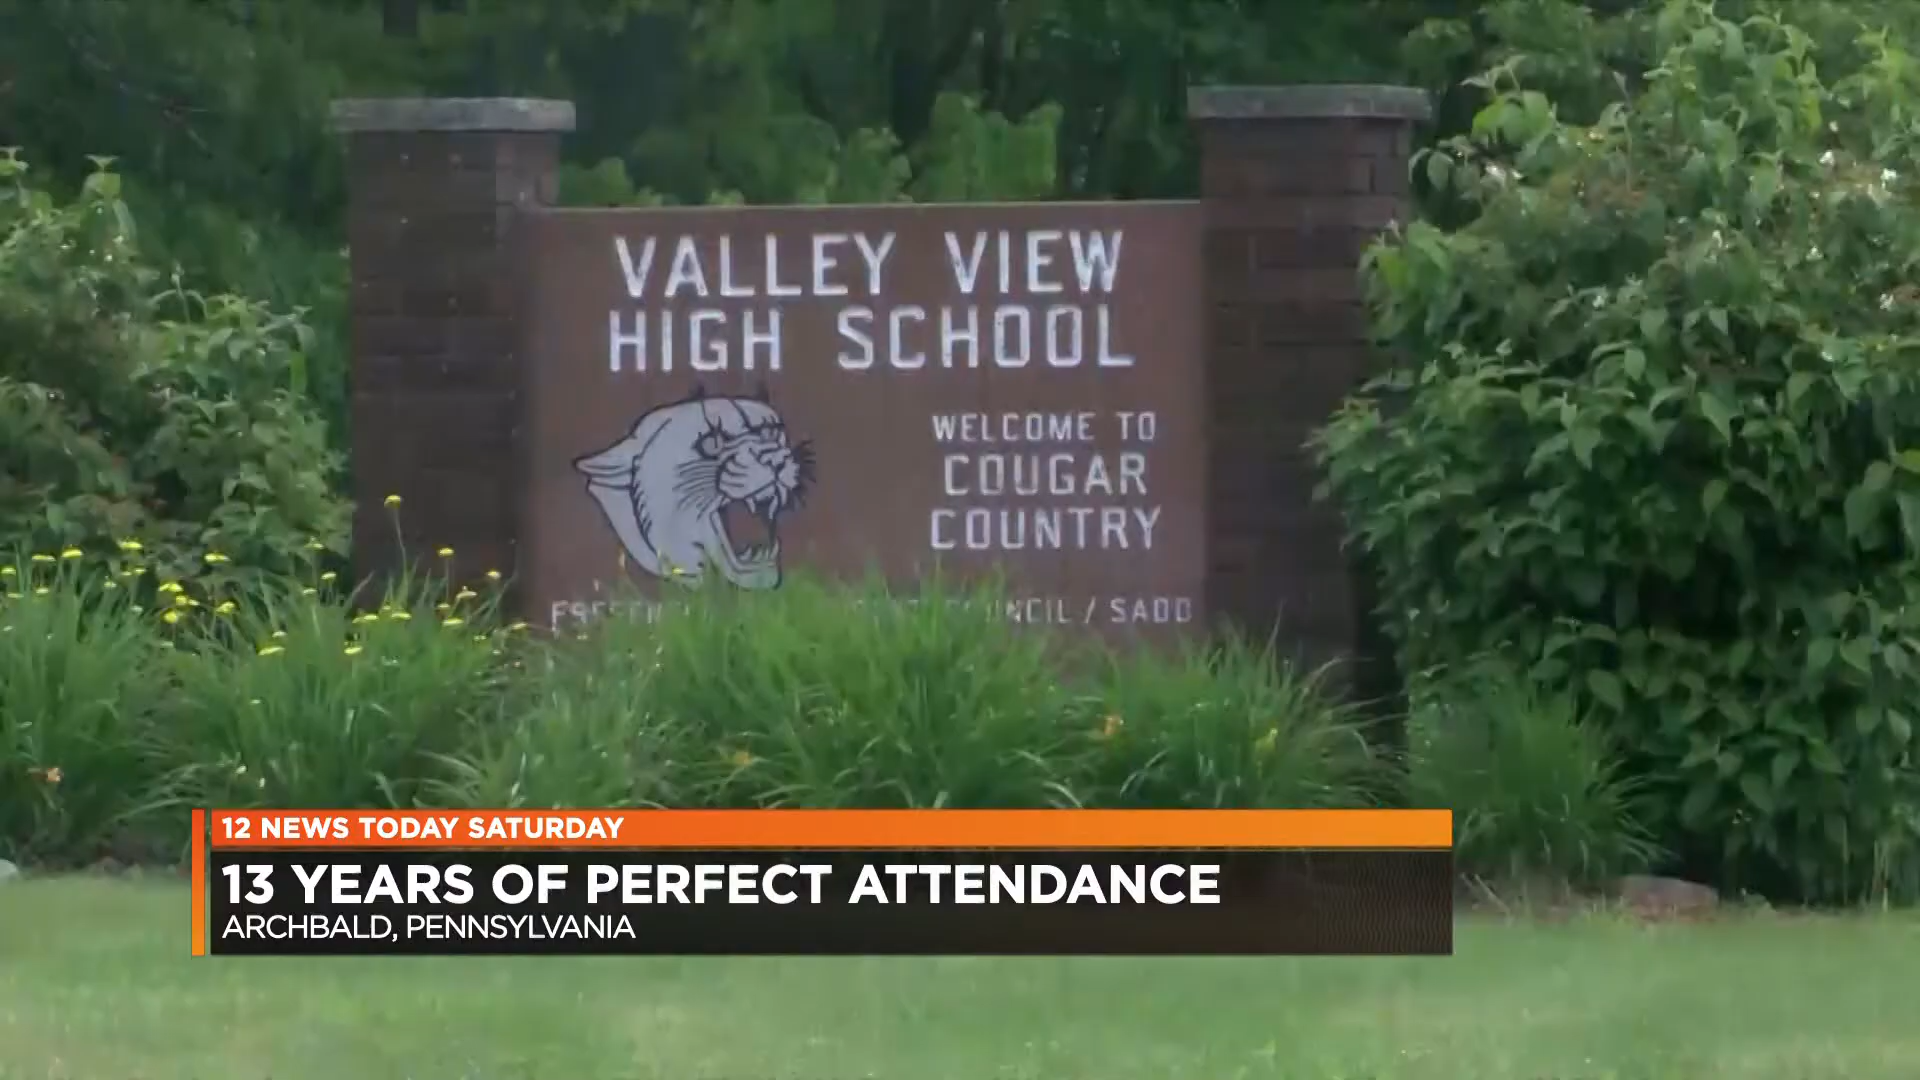 VALLEY VIEW
HIGH SCHOOL
WELCOME TO
COUGAR
COUNTRY
COUNCIL / SADD
12 NEWS TODAY SATURDAY
13 YEARS OF PERFECT ATTENDANCE
ARCHBALD, PENNSYLVANIA